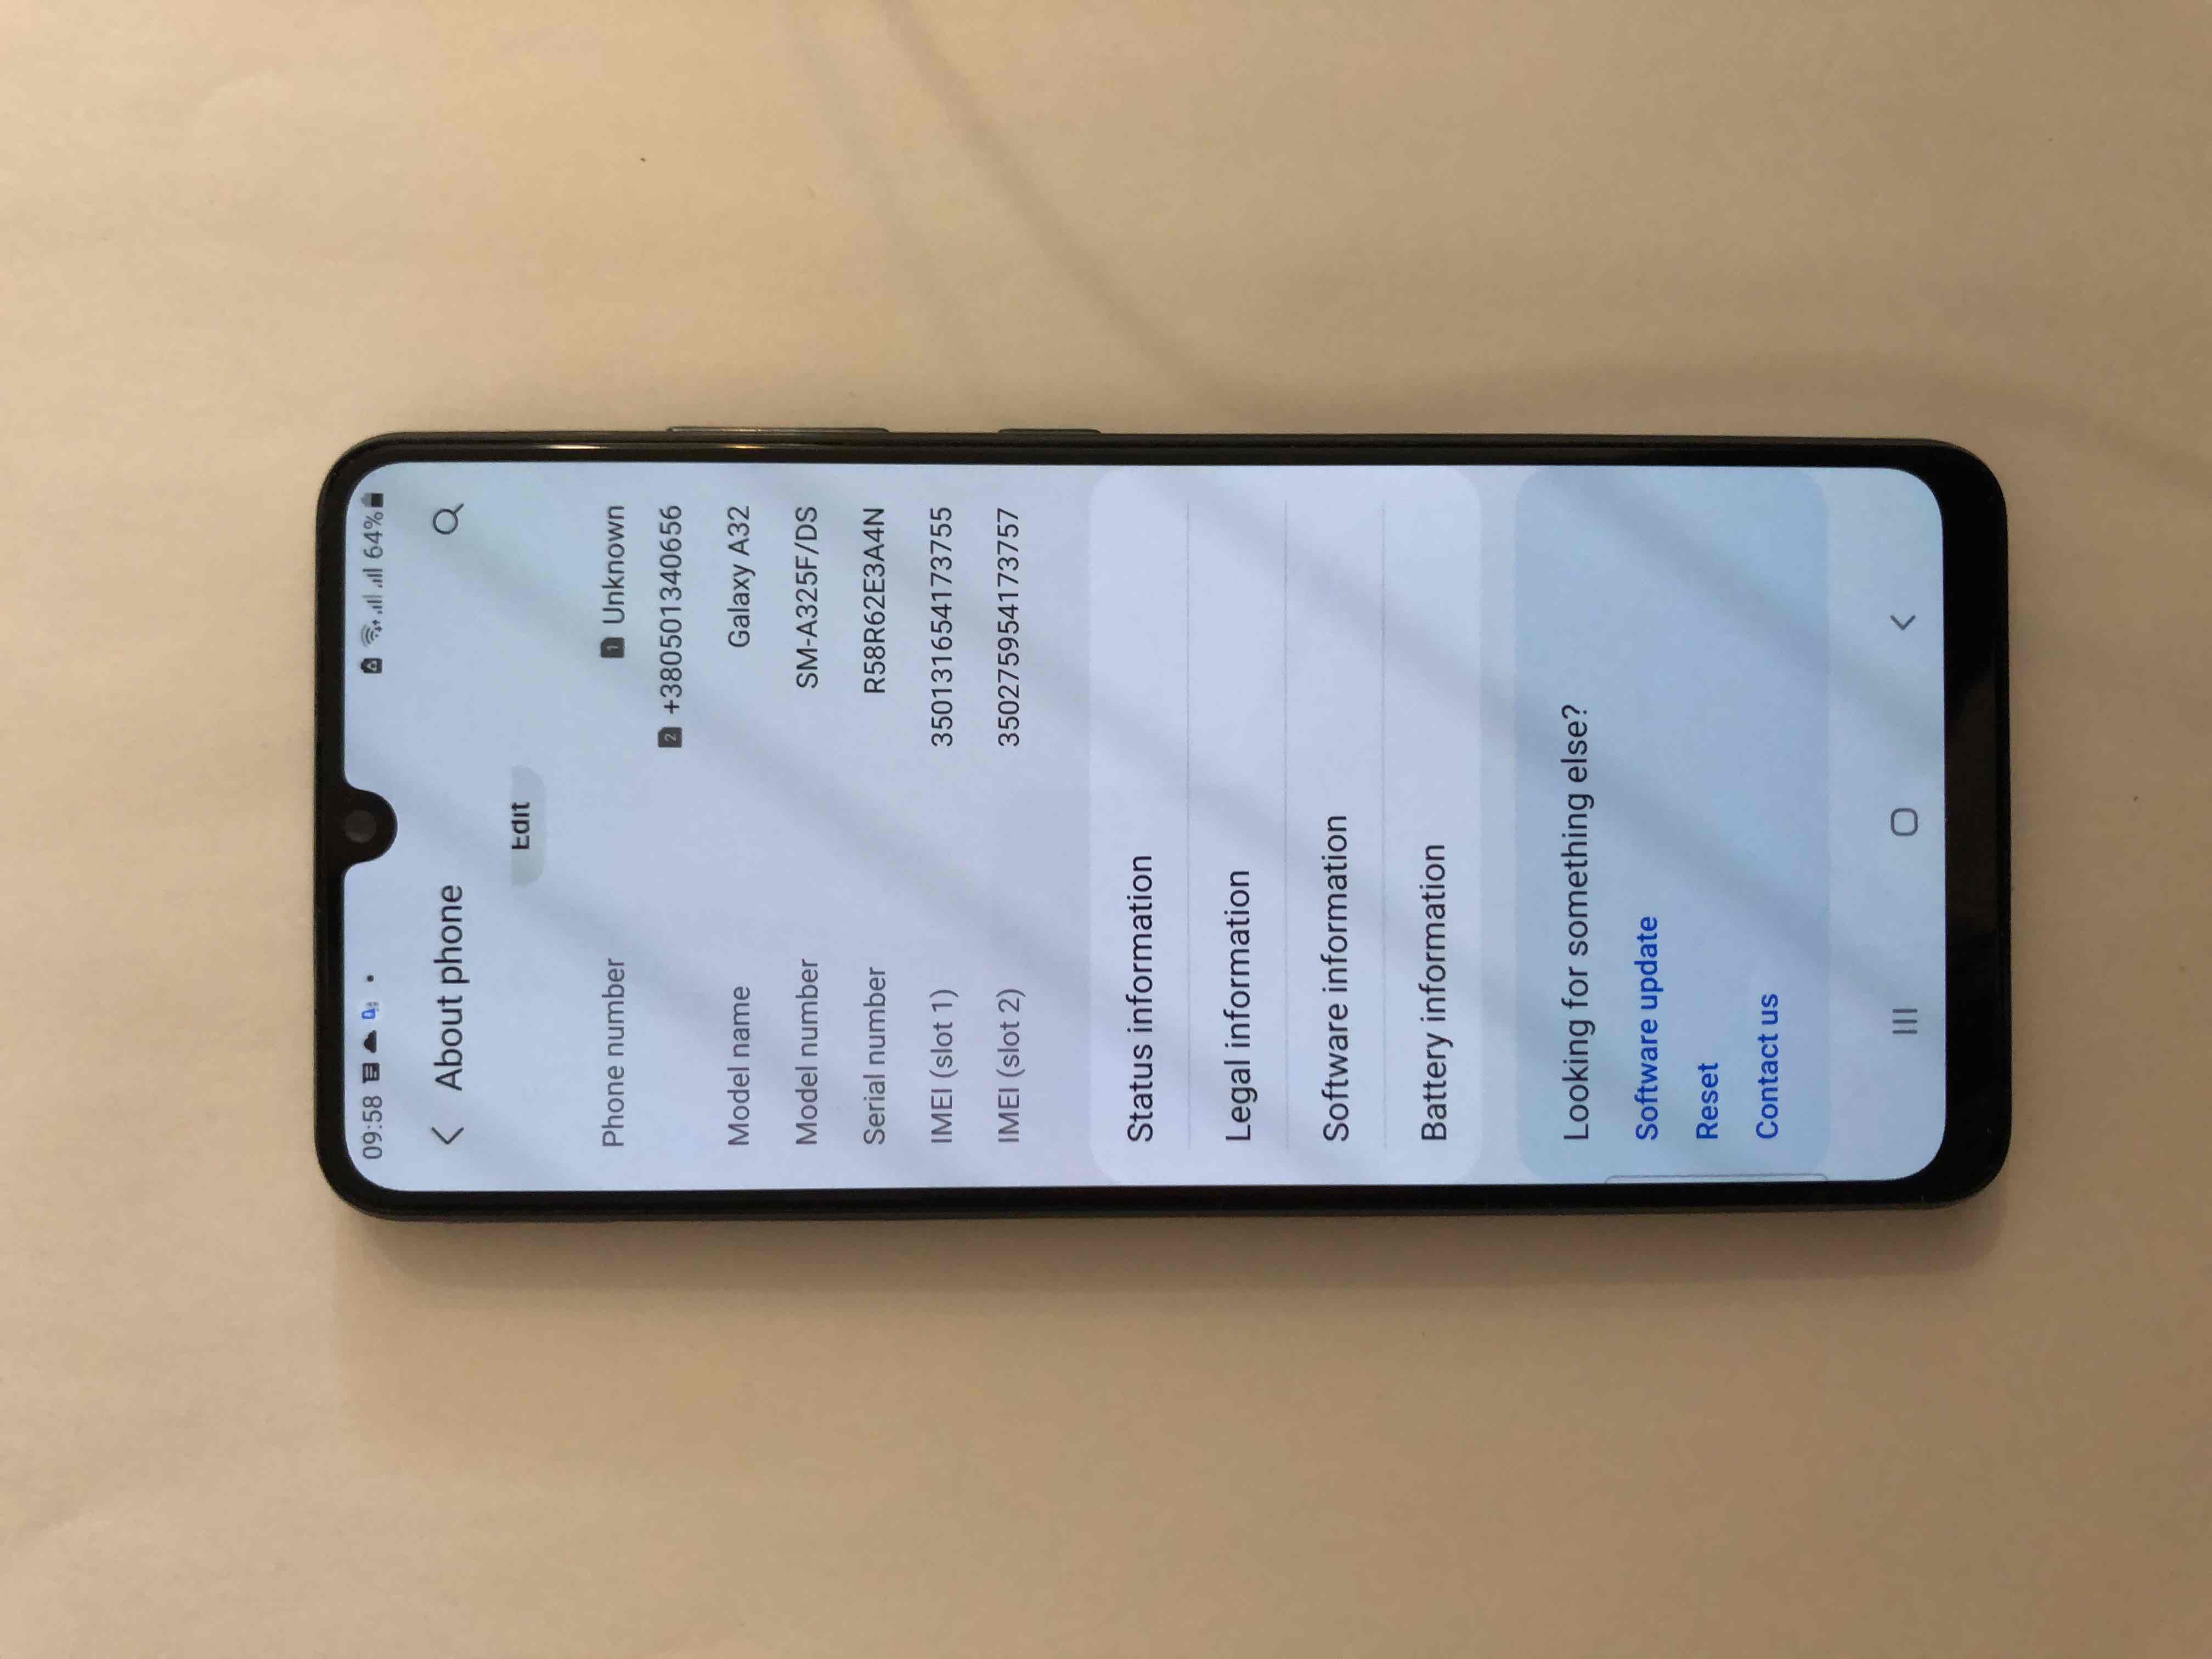 09:58 64%
About phone
Edit
Phone number 1 Unknown
2 +380501340656
Model name Galaxy A32
Model number SM-A325F/DS
Serial number R58R62E3A4N
IMEI (slot 1) 350131654173755
IMEI (slot 2) 350275954173757
Status information
Legal information
Software information
Battery information
Looking for something else?
Software update
Reset
Contact us